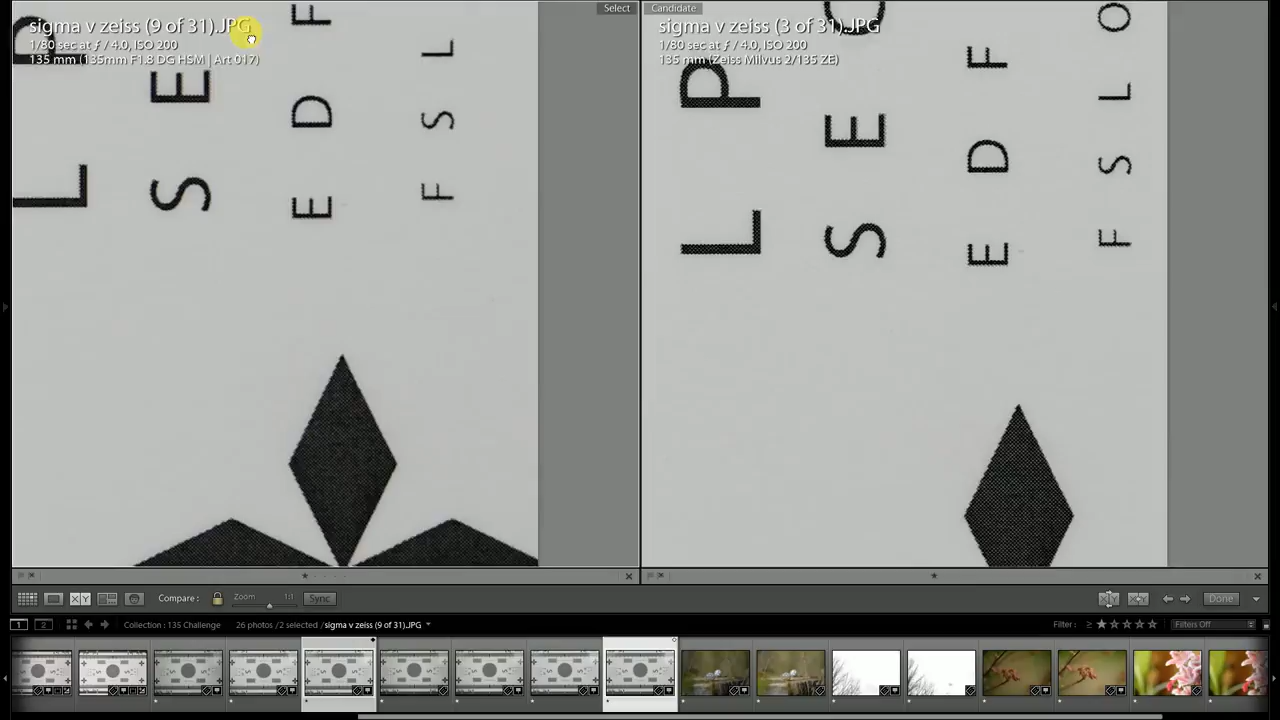 Select
Candidate
sigma v zeiss (9 of 31).JPG
1/80 sec at ƒ / 4.0, ISO 200
135 mm (135mm F1.8 DG HSM | Art 017)
sigma v zeiss (3 of 31).JPG
1/80 sec at ƒ / 4.0, ISO 200
135 mm (Zeiss Milvus 2/135 ZE)
L P
S E
E D F
F S L
L P
S E O
E D F
F S L O
Compare :
Zoom
1:1
Sync
Done
1
2
Collection : 135 Challenge
26 photos /2 selected /sigma v zeiss (9 of 31).JPG
Filter :
Filters Off